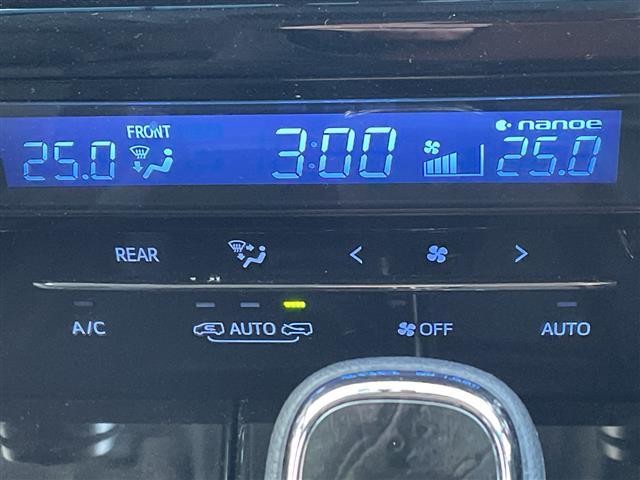 FRONT
nanoe
25.0
3:00
25.0
REAR
< >
A/C
AUTO
OFF
AUTO